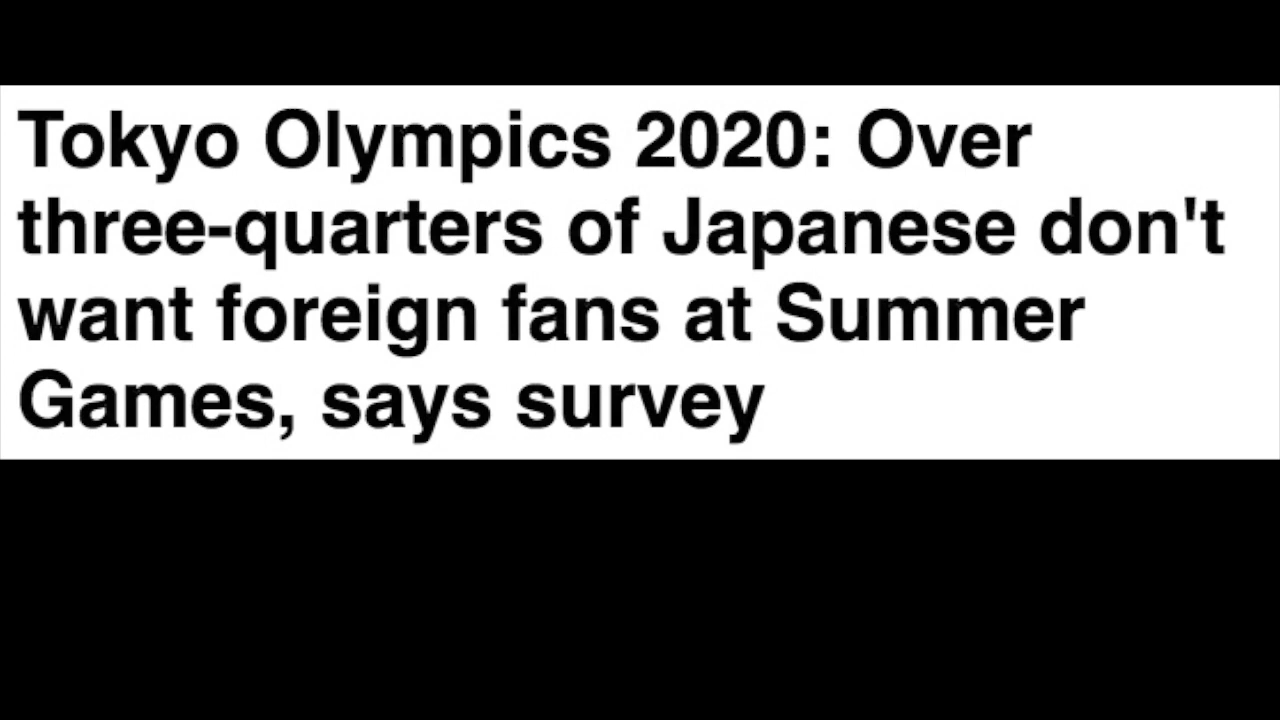 Tokyo Olympics 2020: Over
three-quarters of Japanese don't
want foreign fans at Summer
Games, says survey